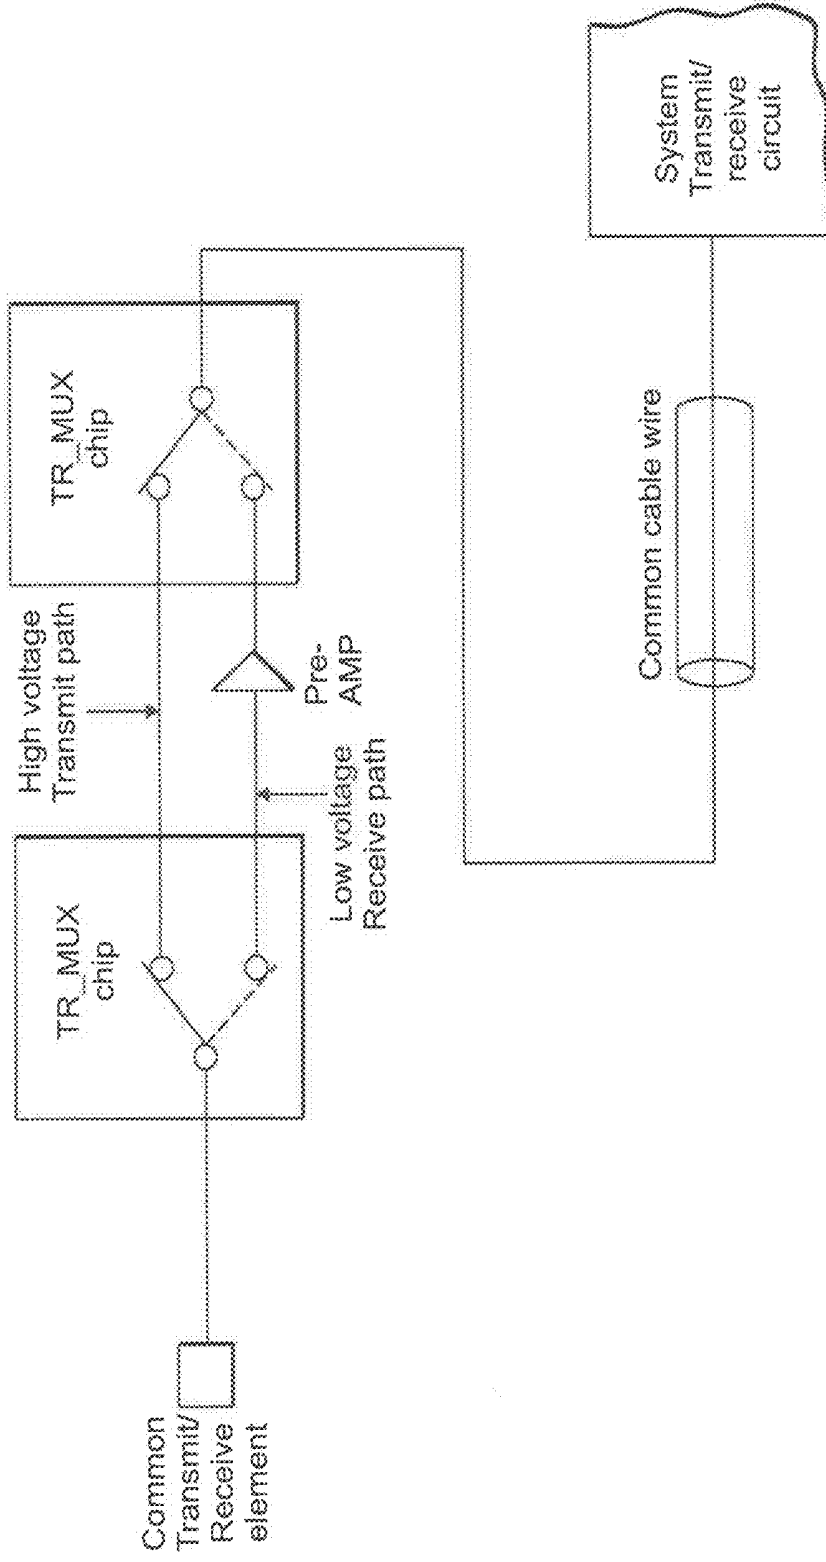 Common
Transmit/
Receive
element
TR_MUX
chip
High voltage
Transmit path
Low voltage
Receive path
Pre-
AMP
TR_MUX
chip
Common cable wire
System
Transmit/
receive
circuit